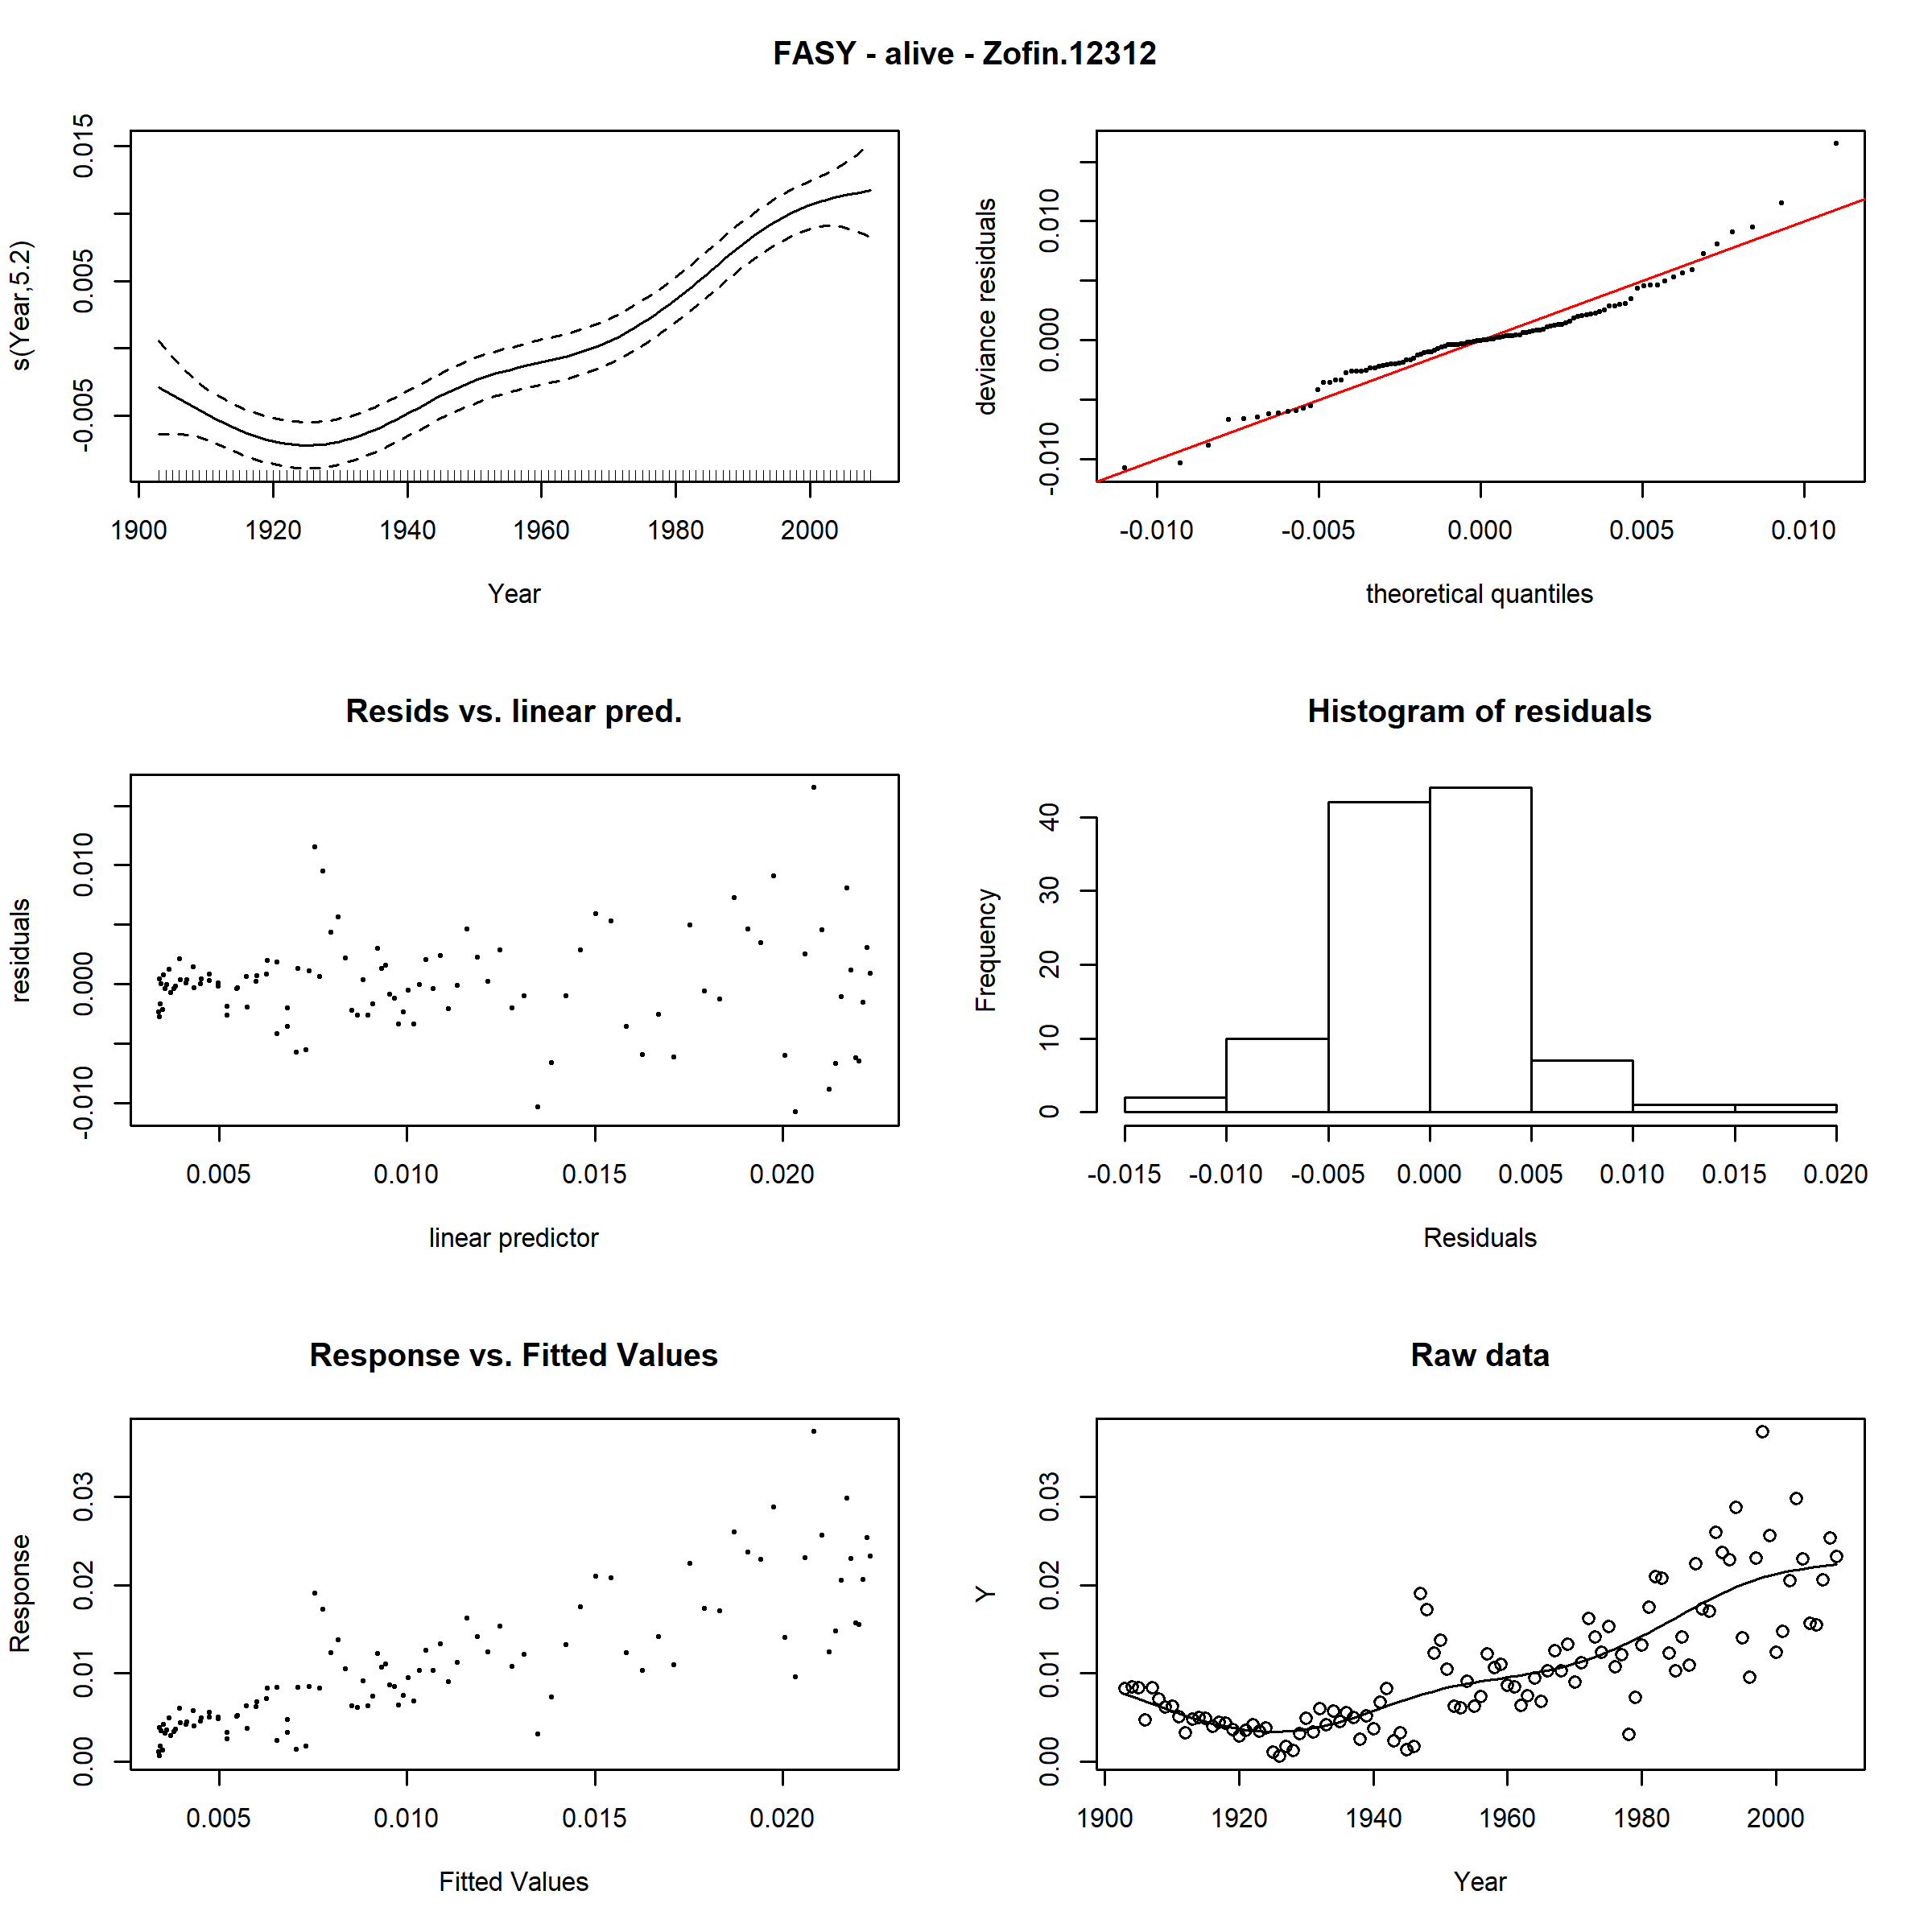 FASY - alive - Zofin.12312
s(Year,5.2)
-0.005 0.005 0.015
1900 1920 1940 1960 1980 2000
Year
deviance residuals
-0.010 0.000 0.010
-0.010 -0.005 0.000 0.005 0.010
theoretical quantiles
Resids vs. linear pred.
residuals
-0.010 0.000 0.010
0.005 0.010 0.015 0.020
linear predictor
Histogram of residuals
Frequency
0 10 20 30 40
-0.015 -0.010 -0.005 0.000 0.005 0.010 0.015 0.020
Residuals
Response vs. Fitted Values
Response
0.00 0.01 0.02 0.03
0.005 0.010 0.015 0.020
Fitted Values
Raw data
Y
0.00 0.01 0.02 0.03
1900 1920 1940 1960 1980 2000
Year